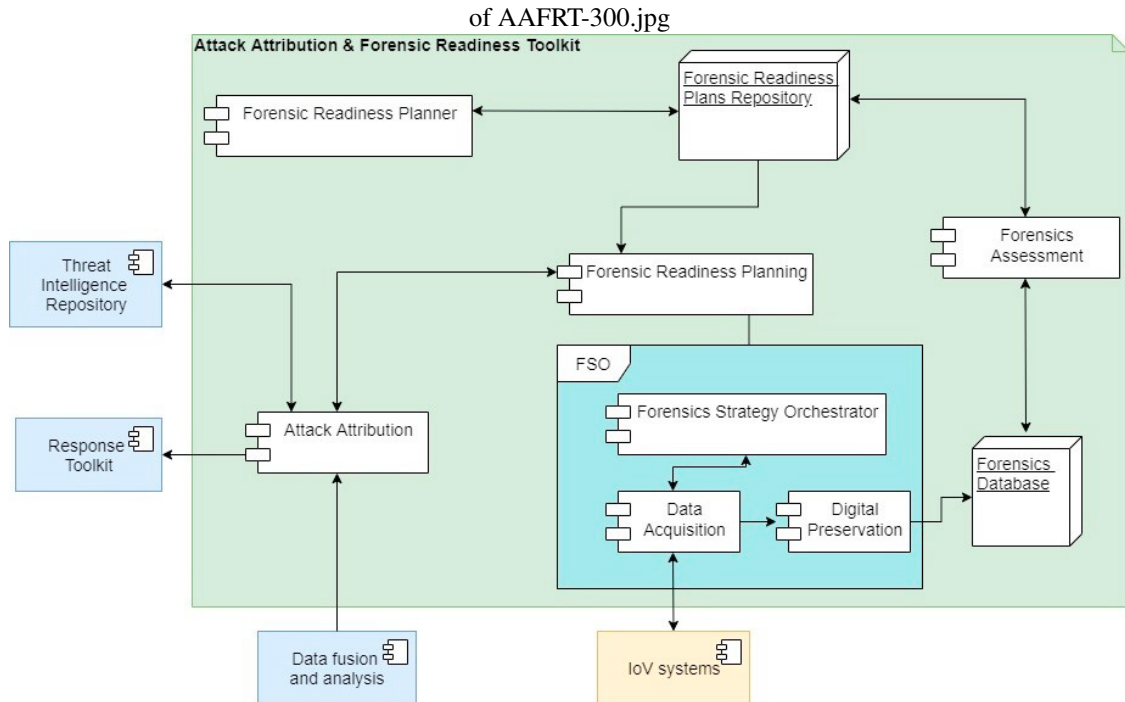 of AAFRT-300.jpg
Attack Attribution & Forensic Readiness Toolkit
Forensic Readiness
Plans Repository
Forensic Readiness Planner
Forensics
Assessment
Threat
Intelligence
Repository
Forensic Readiness Planning
FSO
Forensics Strategy Orchestrator
Attack Attribution
Response
Toolkit
Forensics
Database
Data
Acquisition
Digital
Preservation
Data fusion
and analysis
IoV systems